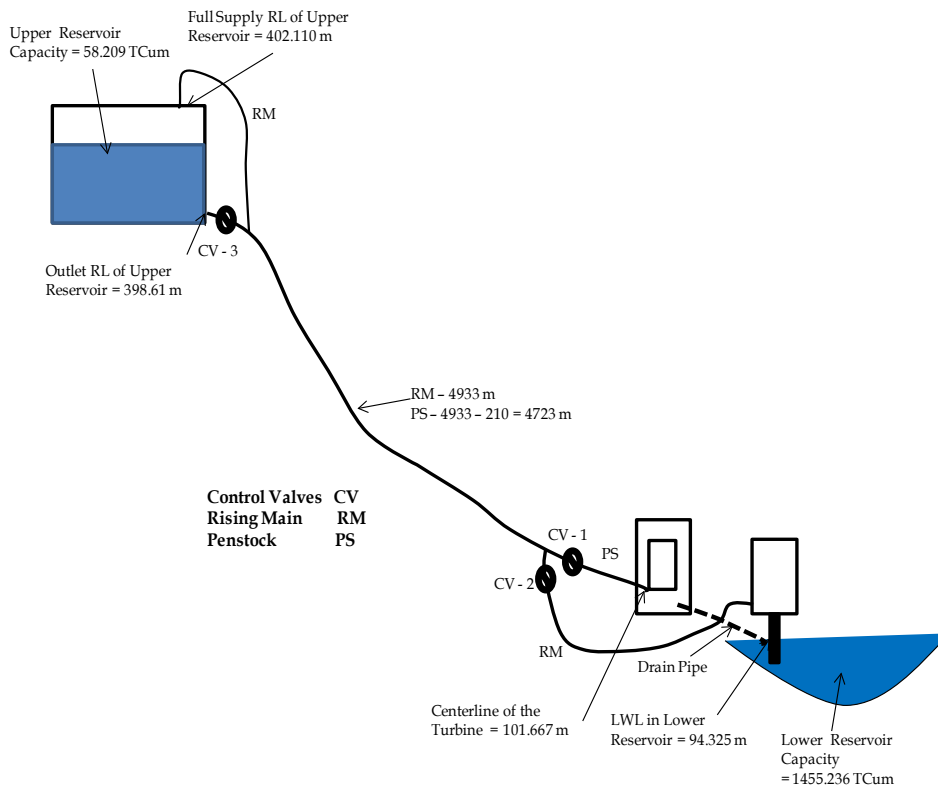 Full Supply RL of Upper
Reservoir = 402.110 m
Upper Reservoir
Capacity = 58.209 TCum
RM
CV - 3
Outlet RL of Upper
Reservoir = 398.61 m
RM – 4933 m
PS – 4933 – 210 = 4723 m
Control Valves CV
Rising Main RM
Penstock PS
CV - 1
PS
CV - 2
RM
Drain Pipe
Centerline of the
Turbine = 101.667 m
LWL in Lower
Reservoir = 94.325 m
Lower Reservoir
Capacity
= 1455.236 TCum